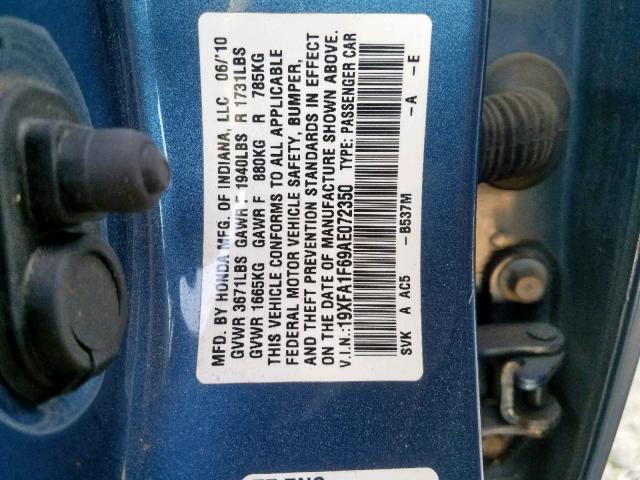 MFD. BY HONDA MFG. OF INDIANA, LLC 06/'10
GVWR 3671LBS GAWR F 1940LBS R 1731LBS
GVWR 1665KG GAWR F 880KG R 785KG
THIS VEHICLE CONFORMS TO ALL APPLICABLE
FEDERAL MOTOR VEHICLE SAFETY, BUMPER,
AND THEFT PREVENTION STANDARDS IN EFFECT
ON THE DATE OF MANUFACTURE SHOWN ABOVE.
V.I.N.:19XFA1F69AE072350 TYPE: PASSENGER CAR
SVK A AC5 -B537M -A -E